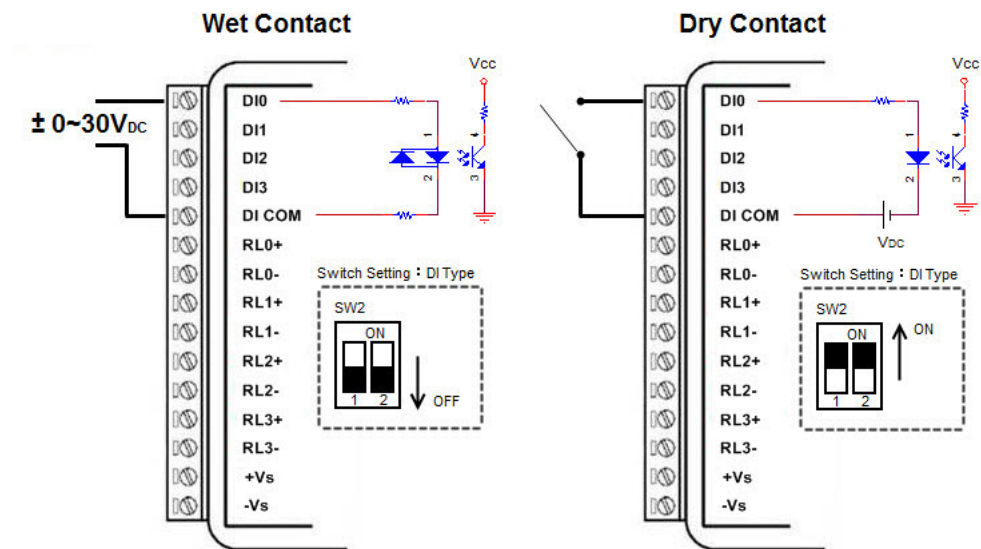 Wet Contact
± 0~30VDC
DI0
DI1
DI2
DI3
DI COM
RL0+
RL0-
RL1+
RL1-
RL2+
RL2-
RL3+
RL3-
+Vs
-Vs
Vcc
1
4
2
3
Switch Setting : DI Type
SW2
ON
1 2
OFF
Dry Contact
DI0
DI1
DI2
DI3
DI COM
RL0+
RL0-
RL1+
RL1-
RL2+
RL2-
RL3+
RL3-
+Vs
-Vs
Vcc
1
4
2
3
VDC
Switch Setting : DI Type
SW2
ON
1 2
ON